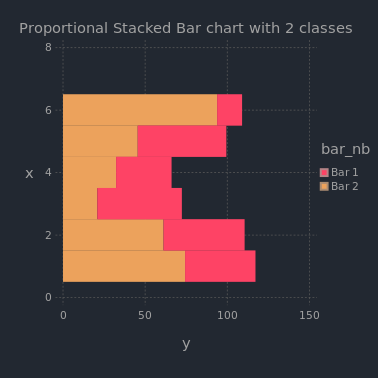 Proportional Stacked Bar chart with 2 classes
8
6
4
2
0
x
0 50 100 150
y
bar_nb
Bar 1
Bar 2